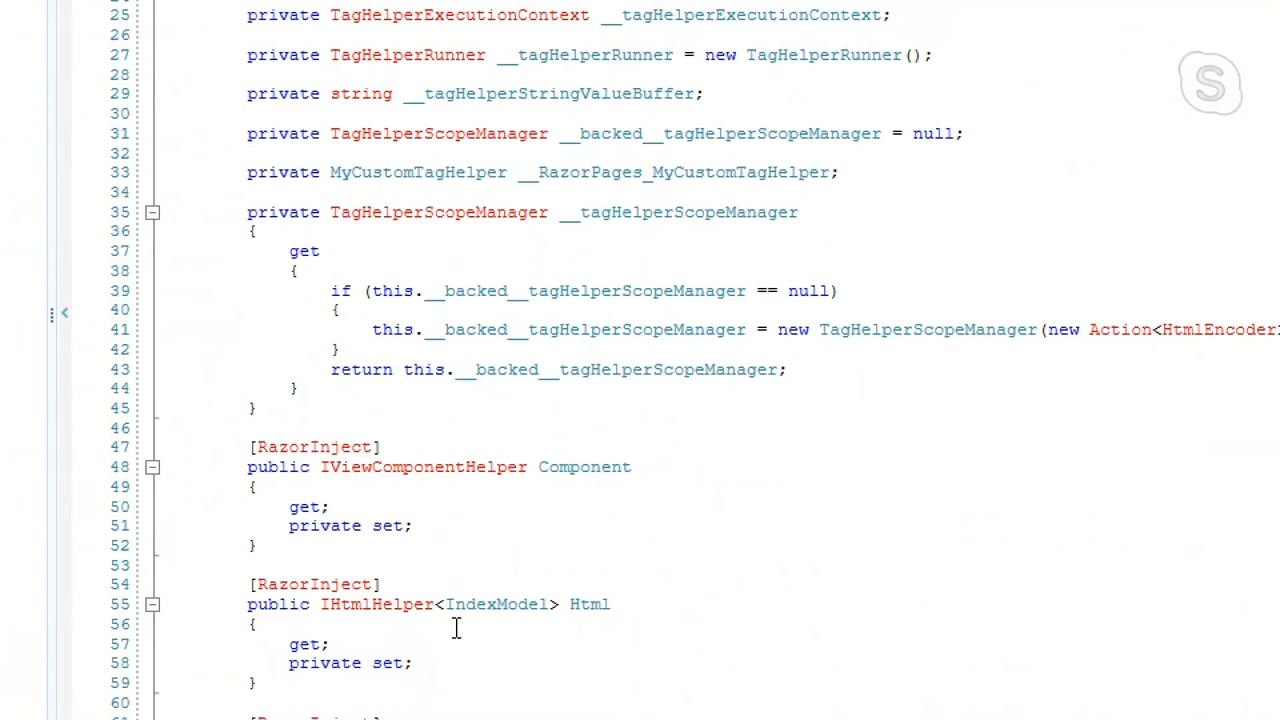 25 private TagHelperExecutionContext __tagHelperExecutionContext;
26
27 private TagHelperRunner __tagHelperRunner = new TagHelperRunner();
28
29 private string __tagHelperStringValueBuffer;
30
31 private TagHelperScopeManager __backed__tagHelperScopeManager = null;
32
33 private MyCustomTagHelper __RazorPages_MyCustomTagHelper;
34
35 private TagHelperScopeManager __tagHelperScopeManager
36 {
37 get
38 {
39 if (this.__backed__tagHelperScopeManager == null)
40 {
41 this.__backed__tagHelperScopeManager = new TagHelperScopeManager(new Action<HtmlEncoder>
42 }
43 return this.__backed__tagHelperScopeManager;
44 }
45 }
46
47 [RazorInject]
48 public IViewComponentHelper Component
49 {
50 get;
51 private set;
52 }
53
54 [RazorInject]
55 public IHtmlHelper<IndexModel> Html
56 {
57 get;
58 private set;
59 }
60